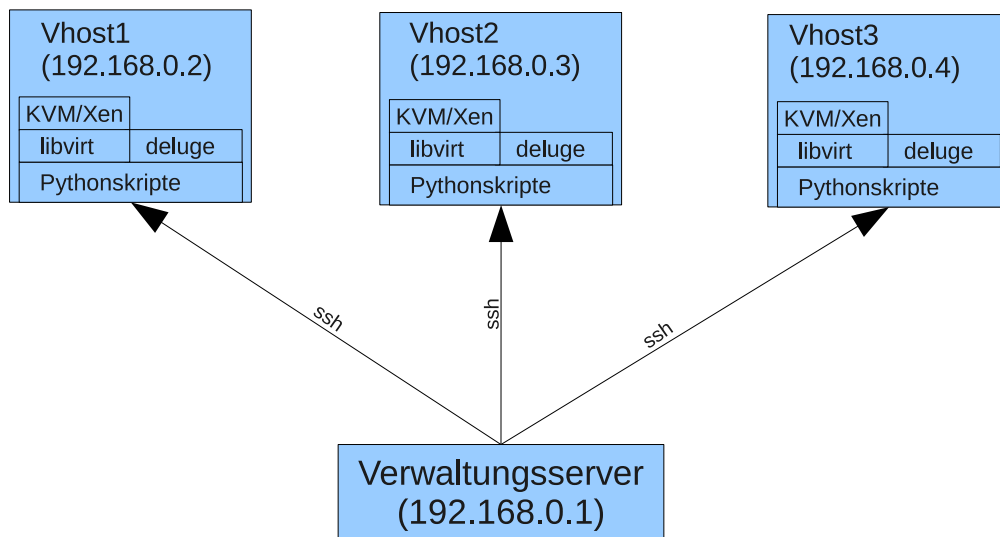 Vhost1
(192.168.0.2)
KVM/Xen
libvirt
deluge
Pythonskripte
Vhost2
(192.168.0.3)
KVM/Xen
libvirt
deluge
Pythonskripte
Vhost3
(192.168.0.4)
KVM/Xen
libvirt
deluge
Pythonskripte
ssh
ssh
ssh
Verwaltungsserver
(192.168.0.1)